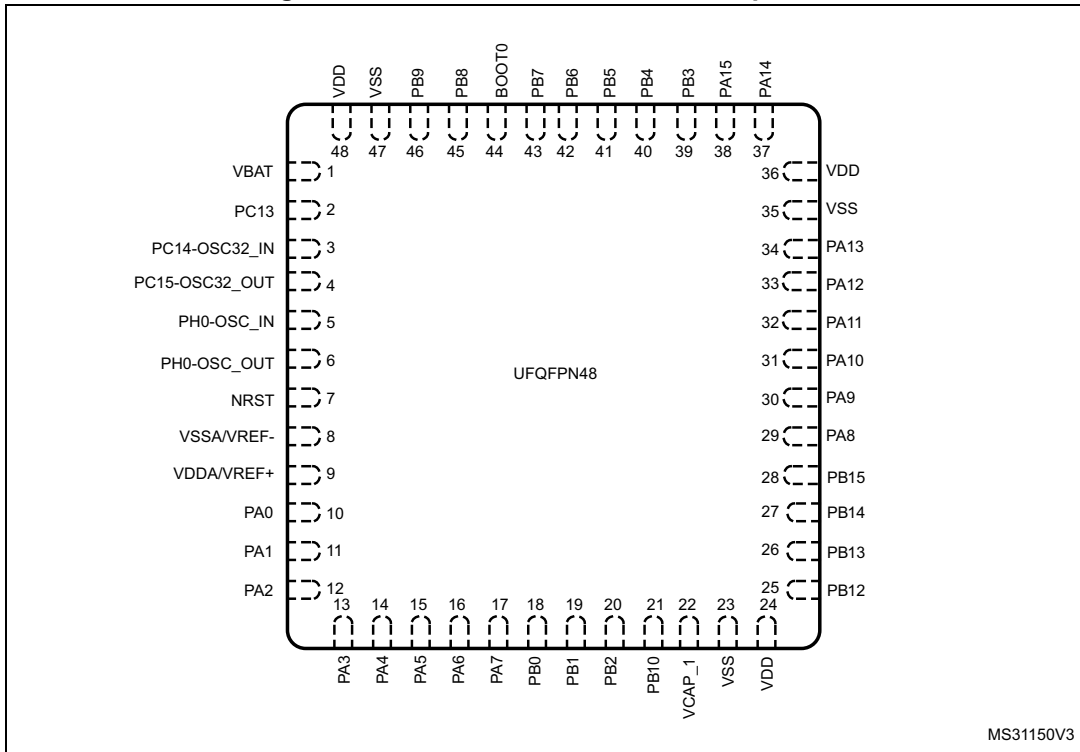 VDD
VSS
PB9
PB8
BOOT0
PB7
PB6
PB5
PB4
PB3
PA15
PA14
48
47
46
45
44
43
42
41
40
39
38
37
VBAT
1
PC13
2
PC14-OSC32_IN
3
PC15-OSC32_OUT
4
PH0-OSC_IN
5
PH0-OSC_OUT
6
NRST
7
VSSA/VREF-
8
VDDA/VREF+
9
PA0
10
PA1
11
PA2
12
UFQFPN48
36
VDD
35
VSS
34
PA13
33
PA12
32
PA11
31
PA10
30
PA9
29
PA8
28
PB15
27
PB14
26
PB13
25
PB12
13
14
15
16
17
18
19
20
21
22
23
24
PA3
PA4
PA5
PA6
PA7
PB0
PB1
PB2
PB10
VCAP_1
VSS
VDD
MS31150V3